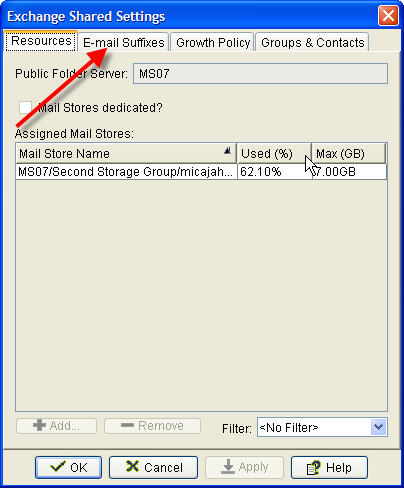 Exchange Shared Settings
Resources E-mail Suffixes Growth Policy Groups & Contacts
Public Folder Server: MS07
Mail Stores dedicated?
Assigned Mail Stores:
Mail Store Name Used (%) Max (GB)
MS07/Second Storage Group/micajah... 62.10% 7.00GB
Add... Remove Filter: <No Filter>
OK Cancel Apply Help